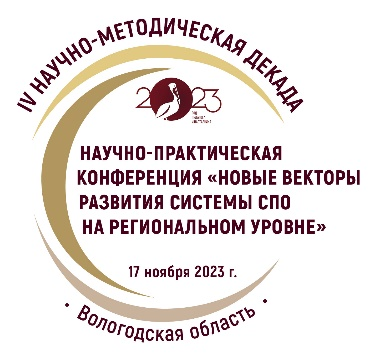 IV НАУЧНО-МЕТОДИЧЕСКАЯ ДЕКАДА
2023
НАУЧНО-ПРАКТИЧЕСКАЯ
КОНФЕРЕНЦИЯ «НОВЫЕ ВЕКТОРЫ
РАЗВИТИЯ СИСТЕМЫ СПО
НА РЕГИОНАЛЬНОМ УРОВНЕ»
17 ноября 2023 г.
· Вологодская область ·